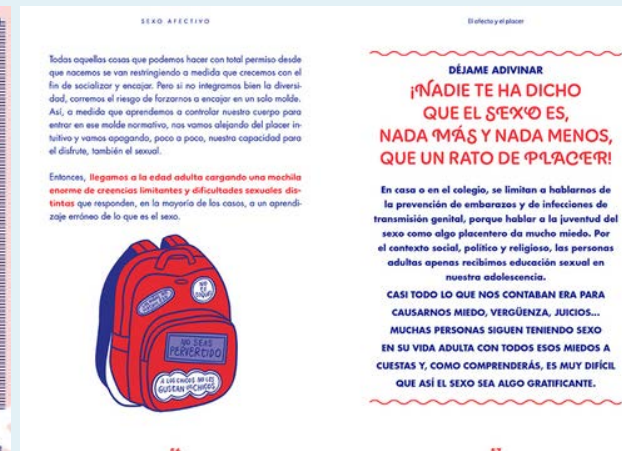 SEXO AFECTIVO
Todas aquellas cosas que podemos hacer con total permiso desde
que nacemos se van restringiendo a medida que crecemos con el
fin de socializar y encajar. Pero si no integramos bien la diversi-
dad, corremos el riesgo de forzarnos a encajar en un solo molde.
Así, a medida que aprendemos a controlar nuestro cuerpo para
entrar en ese molde normativo, nos vamos alejando del placer in-
tuitivo y vamos apagando, poco a poco, nuestra capacidad para
el disfrute, también el sexual.
Entonces, llegamos a la edad adulta cargando una mochila
enorme de creencias limitantes y dificultades sexuales dis-
tintas que responden, en la mayoría de los casos, a un aprendi-
zaje erróneo de lo que es el sexo.
NO SEAS
PERVERTIDO
A LOS CHICOS NO LES
GUSTAN LOS CHICOS
El afecto y el placer
DÉJAME ADIVINAR
¡NADIE TE HA DICHO
QUE EL SEXO ES,
NADA MÁS Y NADA MENOS,
QUE UN RATO DE PLACER!
En casa o en el colegio, se limitan a hablarnos de
la prevención de embarazos y de infecciones de
transmisión genital, porque hablar a la juventud del
sexo como algo placentero da mucho miedo. Por
el contexto social, político y religioso, las personas
adultas apenas recibimos educación sexual en
nuestra adolescencia.
CASI TODO LO QUE NOS CONTABAN ERA PARA
CAUSARNOS MIEDO, VERGÜENZA, JUICIOS...
MUCHAS PERSONAS SIGUEN TENIENDO SEXO
EN SU VIDA ADULTA CON TODOS ESOS MIEDOS A
CUESTAS Y, COMO COMPRENDERÁS, ES MUY DIFÍCIL
QUE ASÍ EL SEXO SEA ALGO GRATIFICANTE.